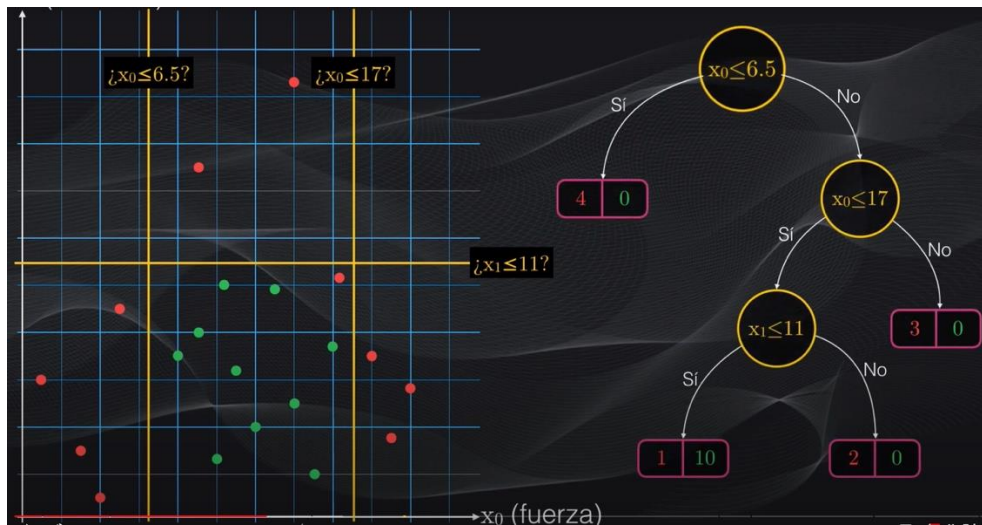 ¿x₀≤6.5?
¿x₀≤17?
¿x₁≤11?
x₀ (fuerza)
x₀≤6.5
Sí
No
4 0
x₀≤17
Sí
No
x₁≤11
3 0
Sí
No
1 10
2 0